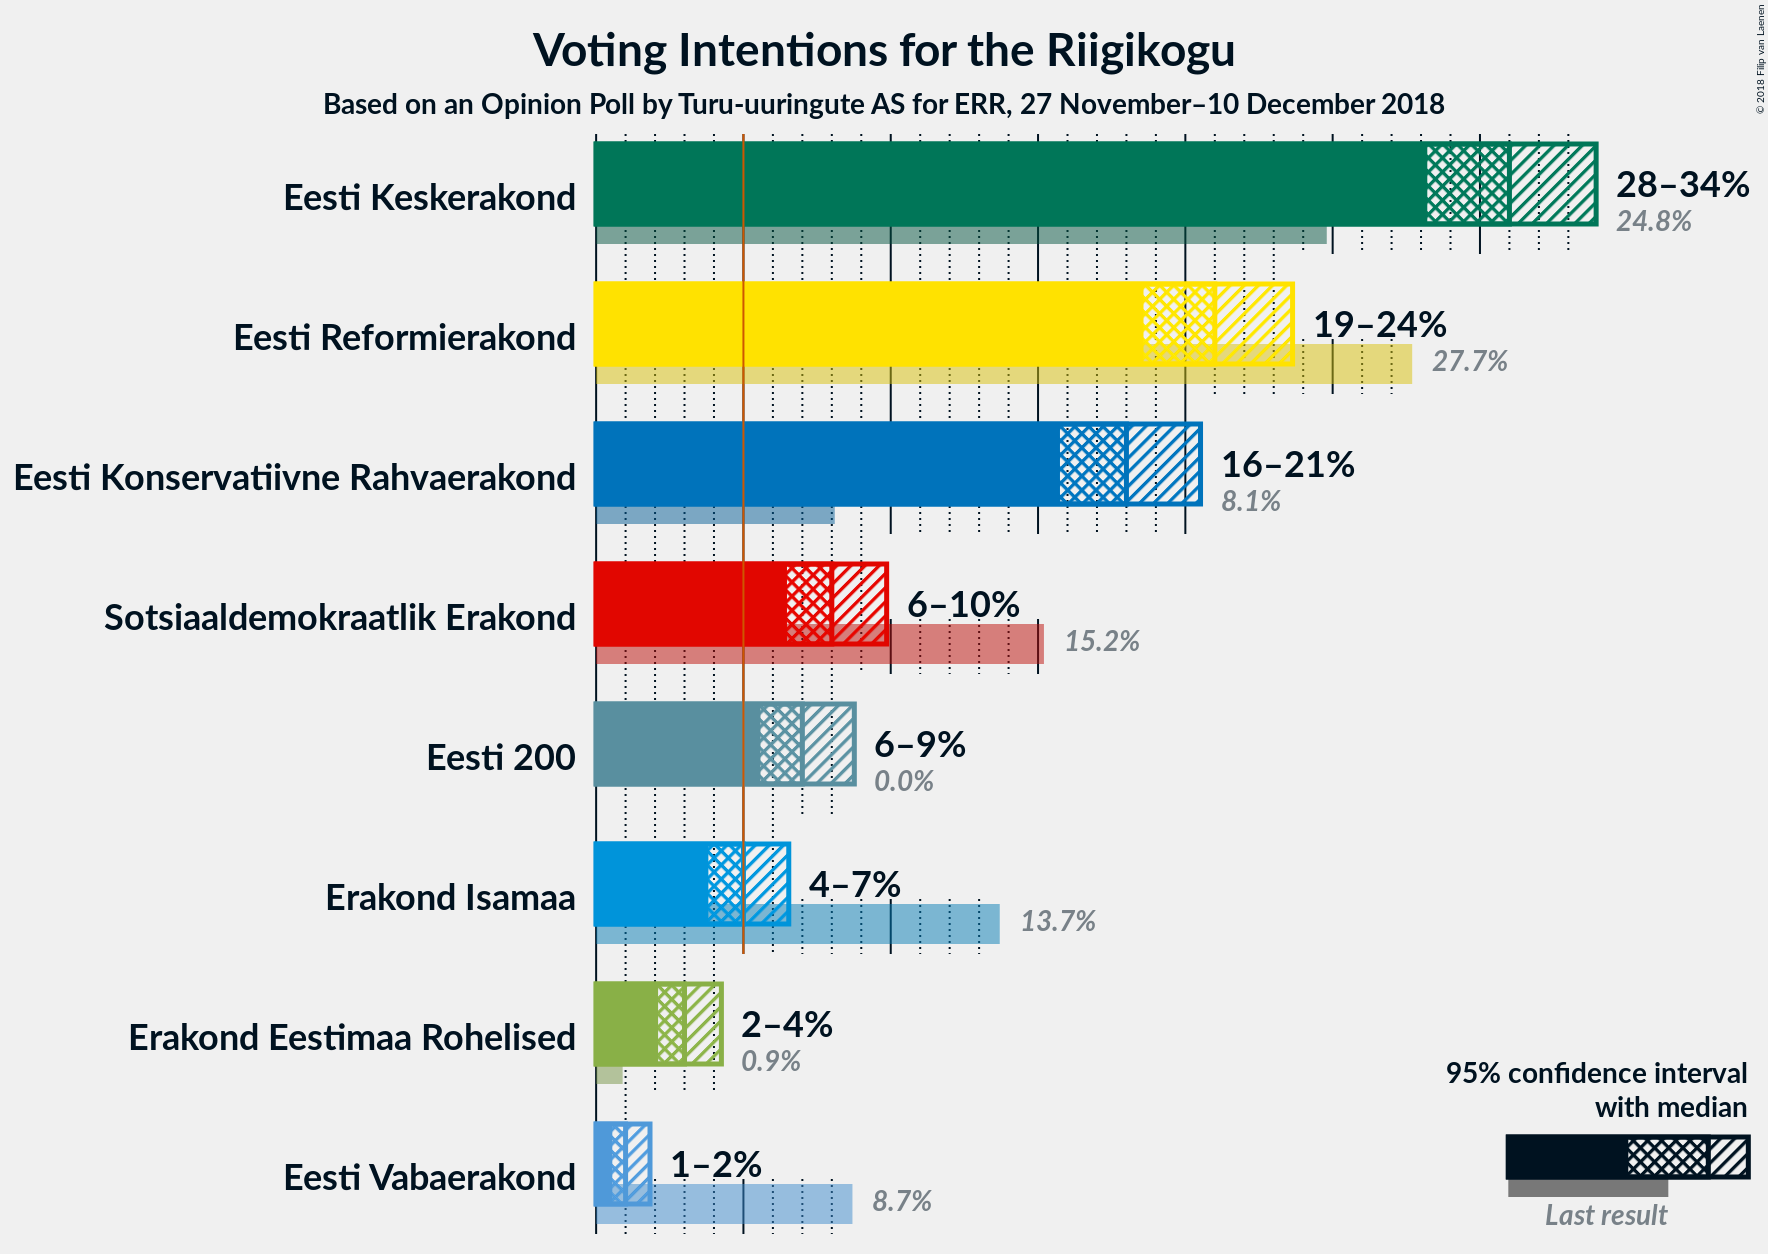 Voting Intentions for the Riigikogu
Based on an Opinion Poll by Turu-uuringute AS for ERR, 27 November–10 December 2018
© 2018 Filip van Laenen
Eesti Keskerakond
28–34%
24.8%
Eesti Reformierakond
19–24%
27.7%
Eesti Konservatiivne Rahvaerakond
16–21%
8.1%
Sotsiaaldemokraatlik Erakond
6–10%
15.2%
Eesti 200
6–9%
0.0%
Erakond Isamaa
4–7%
13.7%
Erakond Eestimaa Rohelised
2–4%
0.9%
Eesti Vabaerakond
1–2%
8.7%
95% confidence interval
with median
Last result